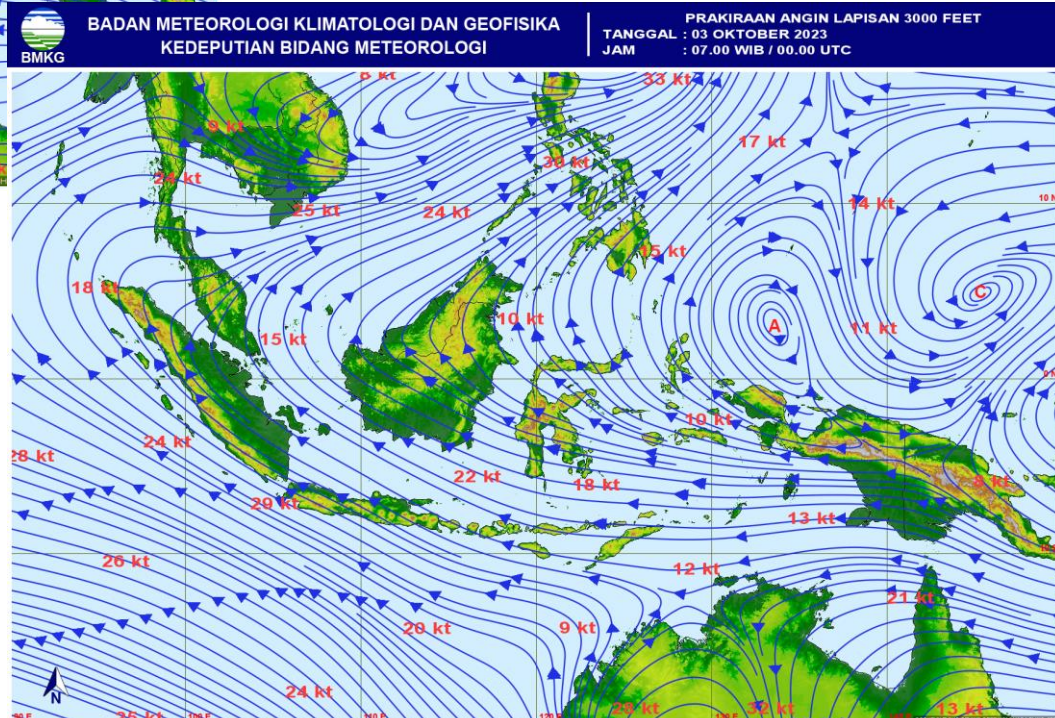 BADAN METEOROLOGI KLIMATOLOGI DAN GEOFISIKA
KEDEPUTIAN BIDANG METEOROLOGI
BMKG
PRAKIRAAN ANGIN LAPISAN 3000 FEET
TANGGAL : 03 OKTOBER 2023
JAM : 07.00 WIB / 00.00 UTC
8 kt
33 kt
9 kt
17 kt
30 kt
24 kt
25 kt
24 kt
14 kt
10 N
15 kt
18 kt
C
10 kt
A
11 kt
15 kt
0 N
10 kt
24 kt
28 kt
22 kt
18 kt
8 kt
29 kt
13 kt
26 kt
12 kt
21 kt
20 kt
9 kt
24 kt
N
28 kt
32 kt
13 kt